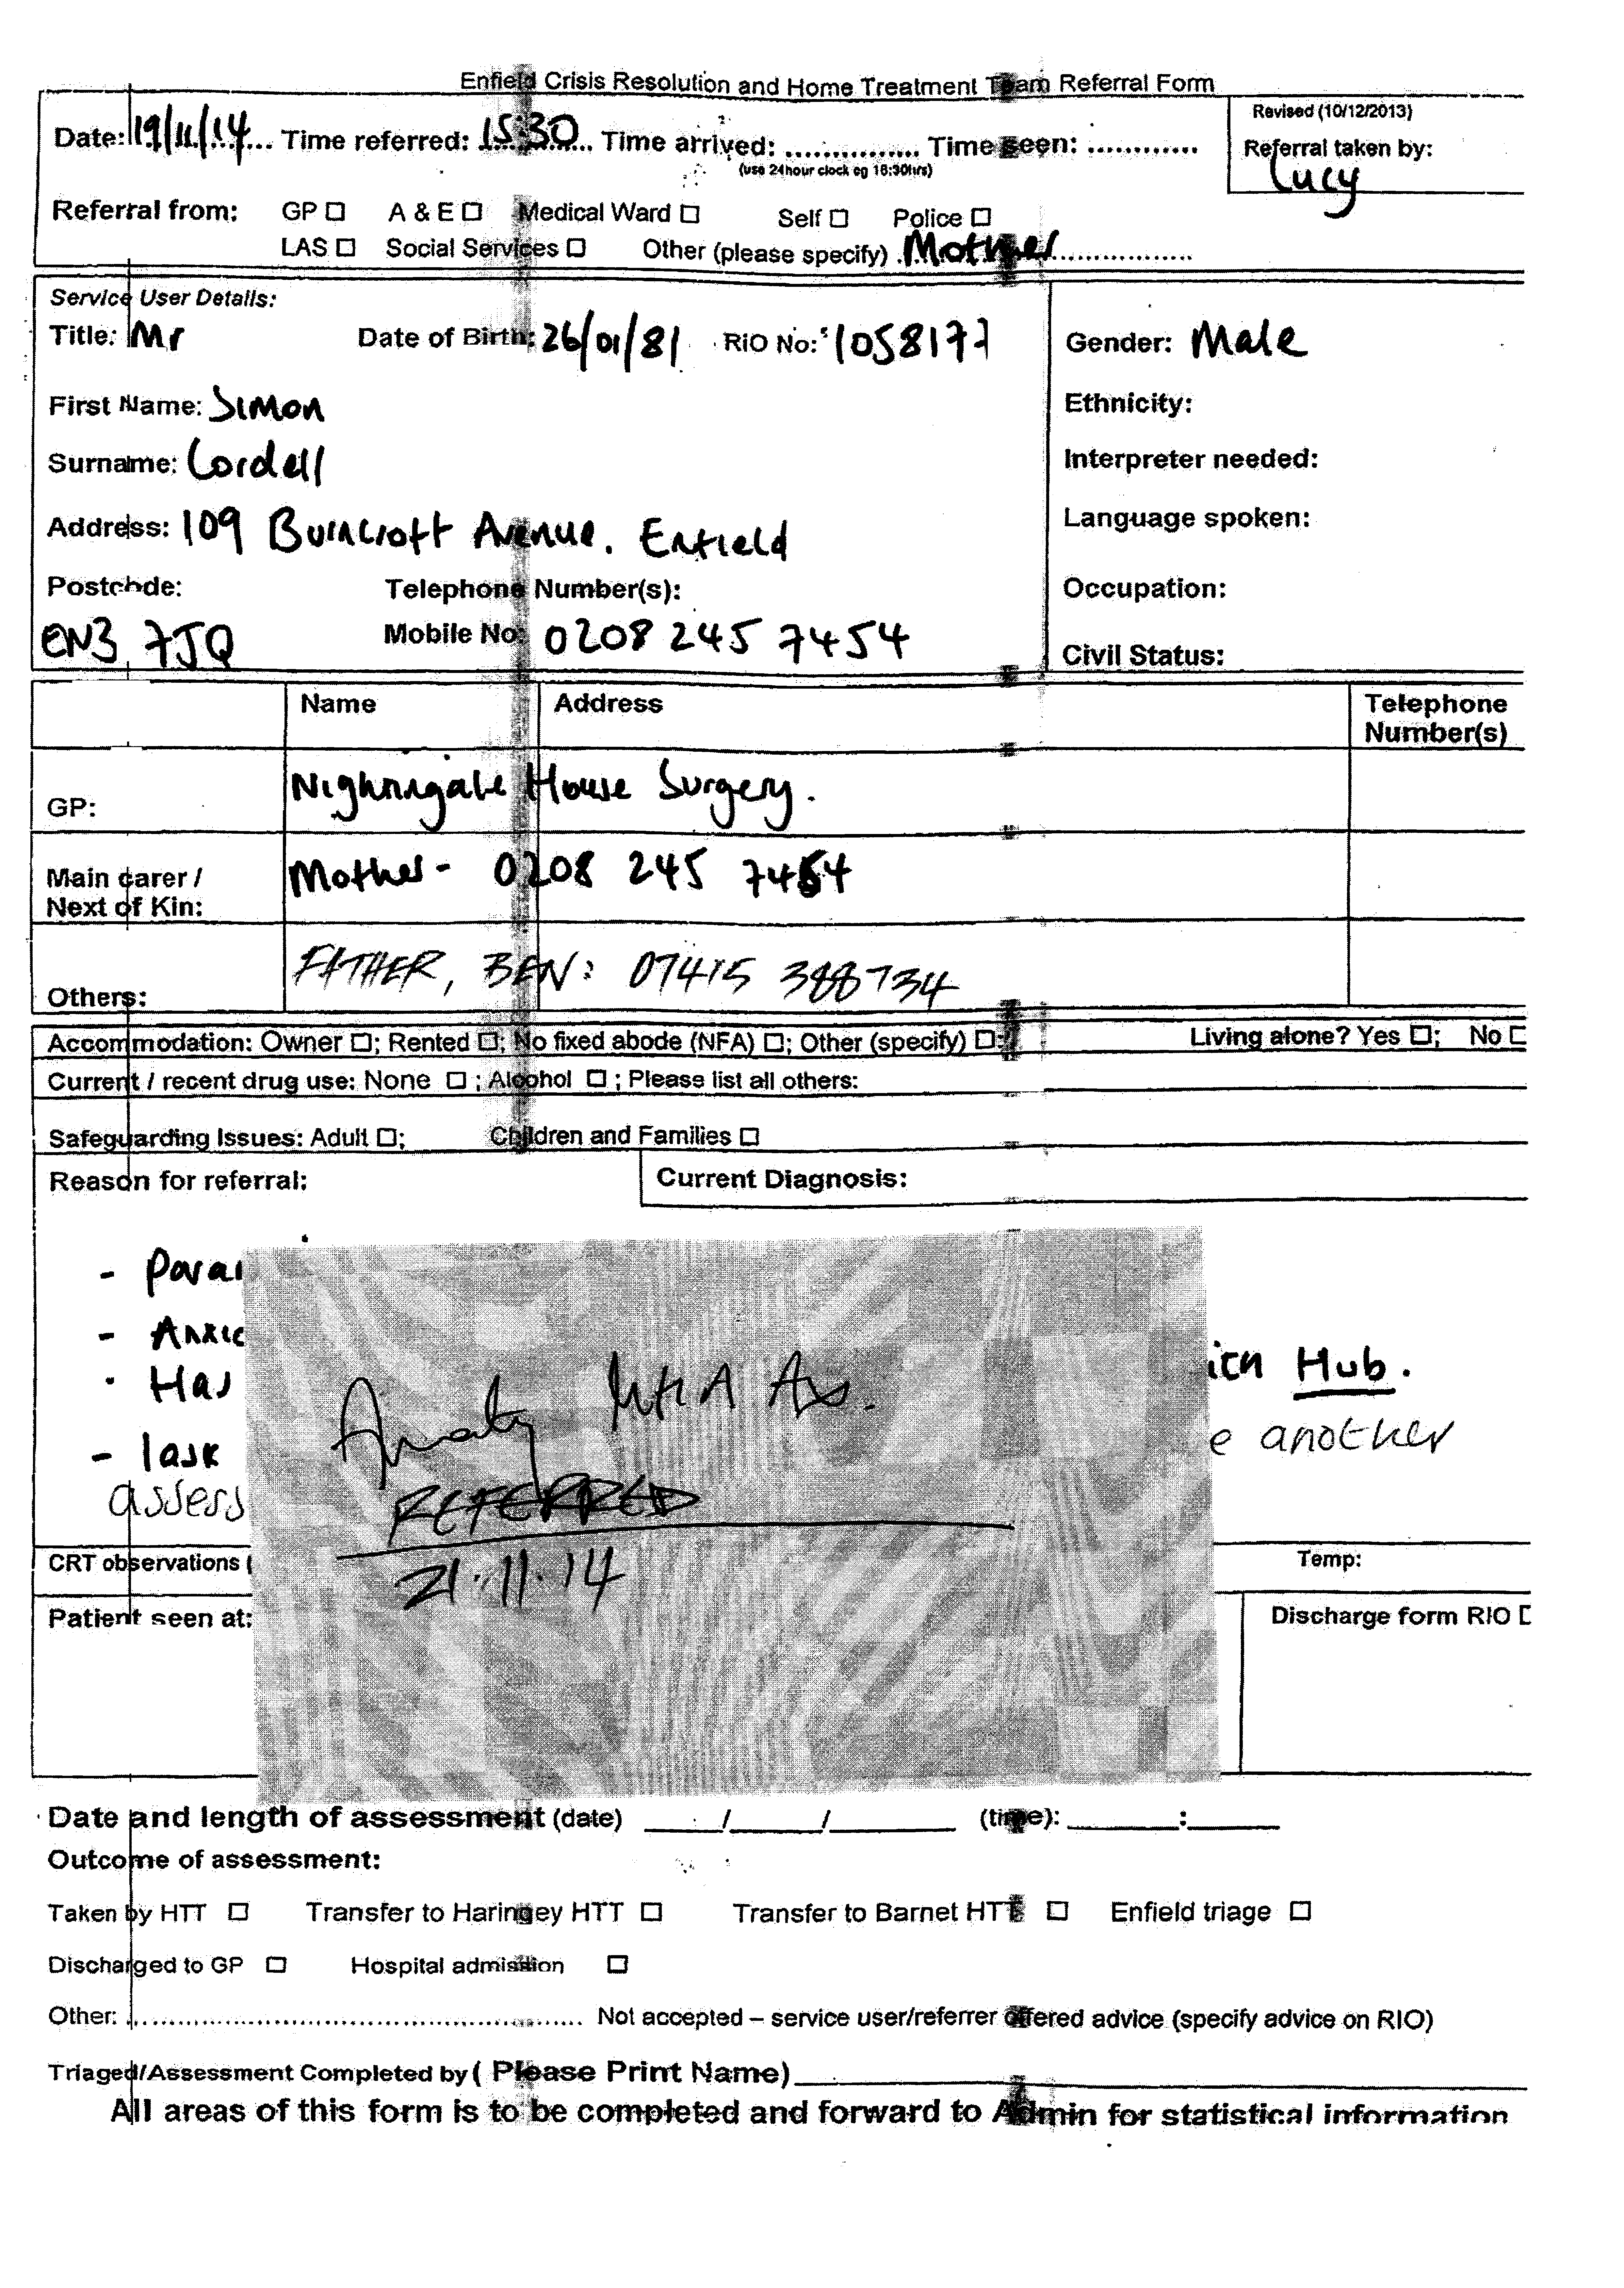 Enfield Crisis Resolution and Home Treatment Team Referral Form
Revised (10/12/2013)
Date: 19/11/14 Time referred: 15:30 Time arrived: ............... Time seen: ............
(use 24hour clock eg 16:30hrs)
Referral taken by:
Lucy
Referral from: GP □ A & E □ Medical Ward □ Self □ Police □
LAS □ Social Services □ Other (please specify) Mother
Service User Details:
Title: Mr Date of Birth: 26/01/81 RiO No: 1058177
Gender: Male
First Name: Simon
Ethnicity:
Surname: Cordell
Interpreter needed:
Address: 109 Burncroft Avenue. Enfield
Language spoken:
Postcode: Telephone Number(s):
Occupation:
EN3 7JQ Mobile No: 0208 245 7454
Civil Status:
Name Address Telephone
Number(s)
GP: Nightingale House Surgery.
Main carer /
Next of Kin: Mother - 0208 245 7454
Others: FATHER, BEN: 07415 388734
Accommodation: Owner □; Rented □; No fixed abode (NFA) □; Other (specify) □: Living alone? Yes □; No □
Current / recent drug use: None □ ; Alcohol □ ; Please list all others:
Safeguarding Issues: Adult □; Children and Families □
Reason for referral: Current Diagnosis:
- Parai
- Anxie
· Has Hub.
- Iask e another
assess
MHA As.
REFERRED
21.11.14
CRT observations ( Temp:
Patient seen at: Discharge form RIO □
Date and length of assessment (date) ____/____/____ (time): ____:____
Outcome of assessment:
Taken by HTT □ Transfer to Haringey HTT □ Transfer to Barnet HTT □ Enfield triage □
Discharged to GP □ Hospital admission □
Other: ............................................ Not accepted – service user/referrer offered advice (specify advice on RIO)
Triaged/Assessment Completed by ( Please Print Name)____
All areas of this form is to be completed and forward to Admin for statistical information